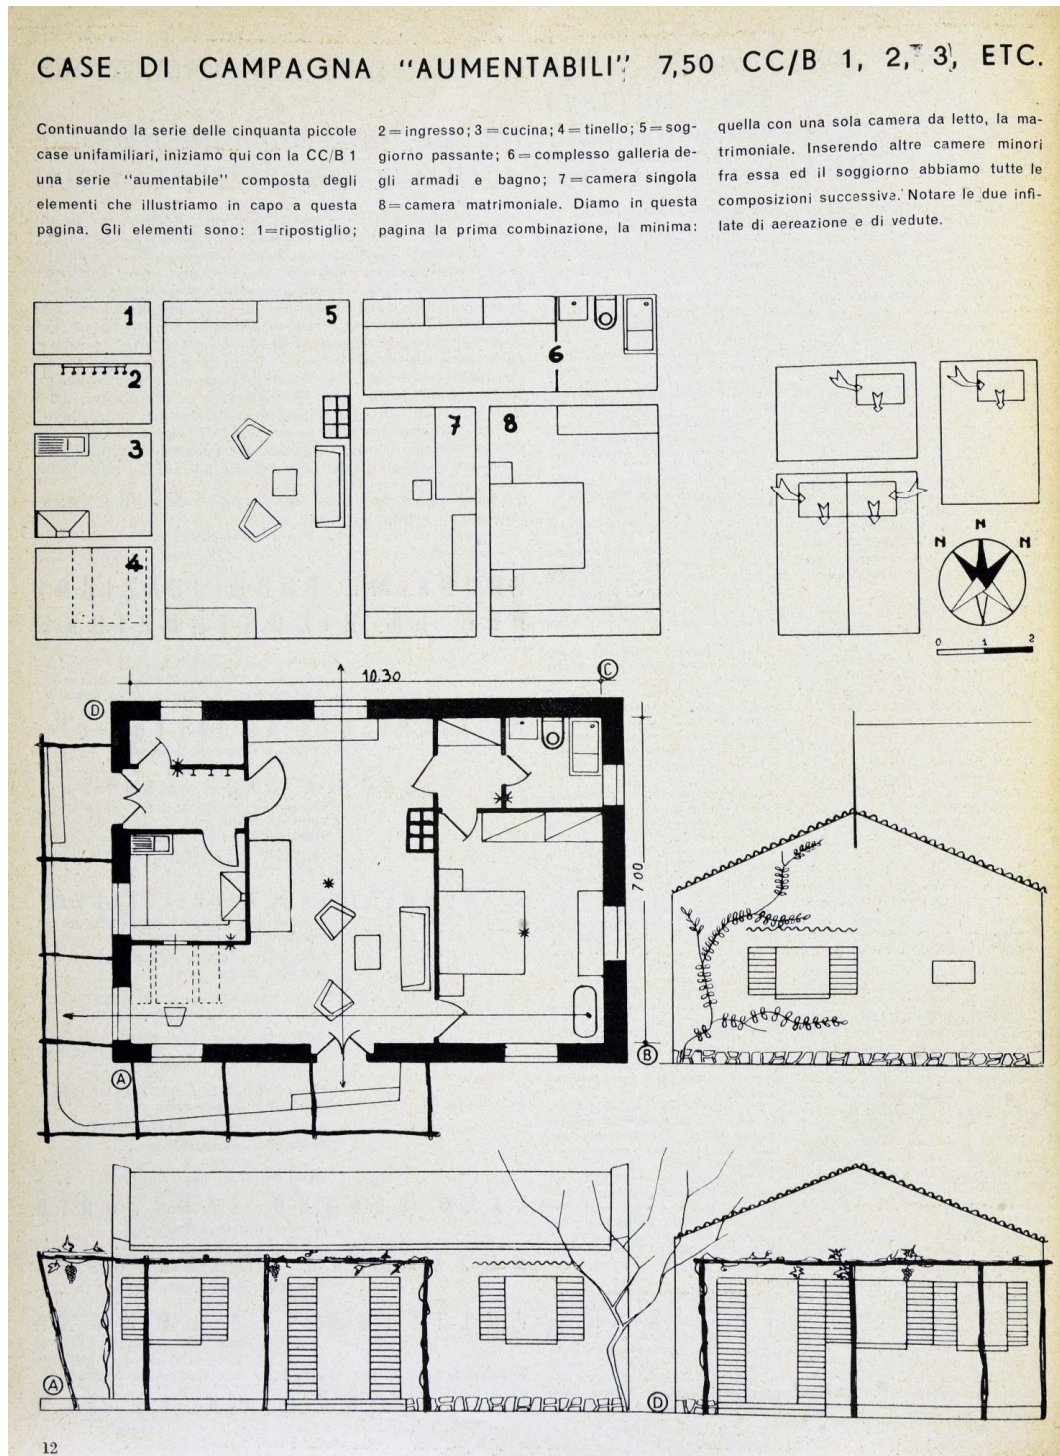 CASE DI CAMPAGNA “AUMENTABILI” 7,50 CC/B 1, 2, 3, ETC.
Continuando la serie delle cinquanta piccole
case unifamiliari, iniziamo qui con la CC/B 1
una serie “aumentabile” composta degli
elementi che illustriamo in capo a questa
pagina. Gli elementi sono: 1=ripostiglio;
2=ingresso; 3=cucina; 4=tinello; 5=sog-
giorno passante; 6=complesso galleria de-
gli armadi e bagno; 7=camera singola
8=camera matrimoniale. Diamo in questa
pagina la prima combinazione, la minima:
quella con una sola camera da letto, la ma-
trimoniale. Inserendo altre camere minori
fra essa ed il soggiorno abbiamo tutte le
composizioni successive. Notare le due infi-
late di aereazione e di vedute.
1
2
3
4
5
6
7
8
N N N
0 1 2
10.30
C
D
7 00
A
B
A
D
12